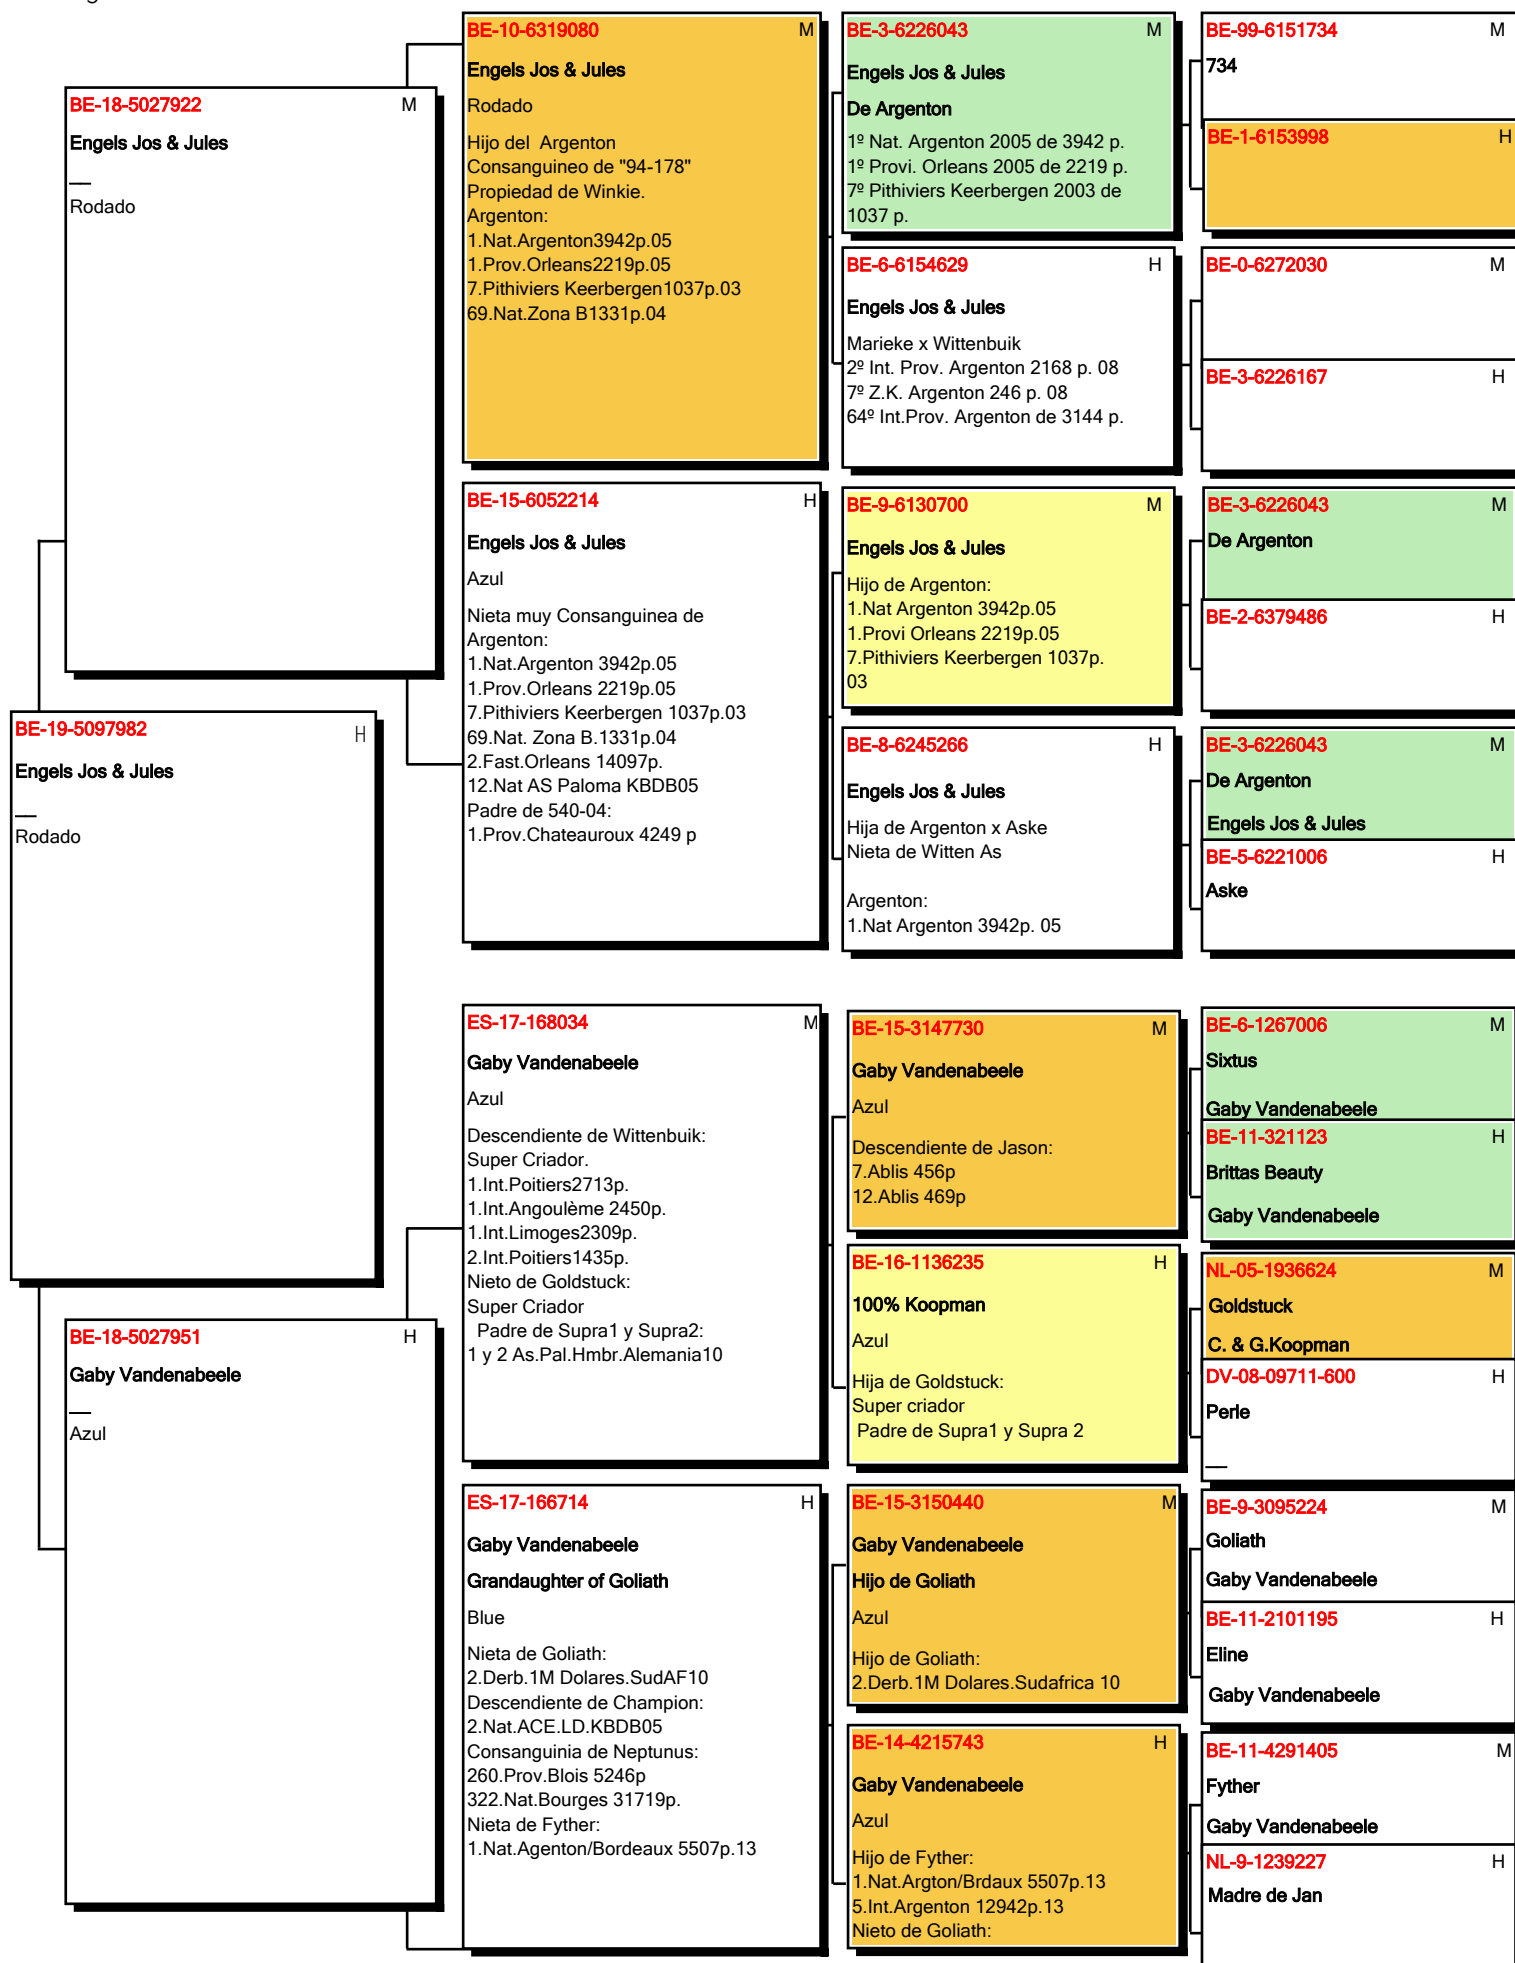 BE-19-5097982 H
Engels Jos & Jules
__
Rodado
BE-18-5027922 M
Engels Jos & Jules
__
Rodado
BE-18-5027951 H
Gaby Vandenabeele
__
Azul
BE-10-6319080 M
Engels Jos & Jules
Rodado
Hijo del Argenton
Consanguineo de "94-178"
Propiedad de Winkie.
Argenton:
1.Nat.Argenton3942p.05
1.Prov.Orleans2219p.05
7.Pithiviers Keerbergen1037p.03
69.Nat.Zona B1331p.04
BE-15-6052214 H
Engels Jos & Jules
Azul
Nieta muy Consanguinea de
Argenton:
1.Nat.Argenton 3942p.05
1.Prov.Orleans 2219p.05
7.Pithiviers Keerbergen 1037p.03
69.Nat. Zona B.1331p.04
2.Fast.Orleans 14097p.
12.Nat AS Paloma KBDB05
Padre de 540-04:
1.Prov.Chateauroux 4249 p
ES-17-168034 M
Gaby Vandenabeele
Azul
Descendiente de Wittenbuik:
Super Criador.
1.Int.Poitiers2713p.
1.Int.Angoulème 2450p.
1.Int.Limoges2309p.
2.Int.Poitiers1435p.
Nieto de Goldstuck:
Super Criador
Padre de Supra1 y Supra2:
1 y 2 As.Pal.Hmbr.Alemania10
ES-17-166714 H
Gaby Vandenabeele
Grandaughter of Goliath
Blue
Nieta de Goliath:
2.Derb.1M Dolares.SudAF10
Descendiente de Champion:
2.Nat.ACE.LD.KBDB05
Consanguinia de Neptunus:
260.Prov.Blois 5246p
322.Nat.Bourges 31719p.
Nieta de Fyther:
1.Nat.Agenton/Bordeaux 5507p.13
BE-3-6226043 M
Engels Jos & Jules
De Argenton
1º Nat. Argenton 2005 de 3942 p.
1º Provi. Orleans 2005 de 2219 p.
7º Pithiviers Keerbergen 2003 de
1037 p.
BE-6-6154629 H
Engels Jos & Jules
Marieke x Wittenbuik
2º Int. Prov. Argenton 2168 p. 08
7º Z.K. Argenton 246 p. 08
64º Int.Prov. Argenton de 3144 p.
BE-9-6130700 M
Engels Jos & Jules
Hijo de Argenton:
1.Nat Argenton 3942p.05
1.Provi Orleans 2219p.05
7.Pithiviers Keerbergen 1037p.
03
BE-8-6245266 H
Engels Jos & Jules
Hija de Argenton x Aske
Nieta de Witten As
Argenton:
1.Nat Argenton 3942p. 05
BE-15-3147730 M
Gaby Vandenabeele
Azul
Descendiente de Jason:
7.Ablis 456p
12.Ablis 469p
BE-16-1136235 H
100% Koopman
Azul
Hija de Goldstuck:
Super criador
Padre de Supra1 y Supra 2
BE-15-3150440 M
Gaby Vandenabeele
Hijo de Goliath
Azul
Hijo de Goliath:
2.Derb.1M Dolares.Sudafrica 10
BE-14-4215743 H
Gaby Vandenabeele
Azul
Hijo de Fyther:
1.Nat.Argton/Brdaux 5507p.13
5.Int.Argenton 12942p.13
Nieto de Goliath:
BE-99-6151734 M
734
BE-1-6153998 H
BE-0-6272030 M
BE-3-6226167 H
BE-3-6226043 M
De Argenton
BE-2-6379486 H
BE-3-6226043 M
De Argenton
Engels Jos & Jules
BE-5-6221006 H
Aske
BE-6-1267006 M
Sixtus
Gaby Vandenabeele
BE-11-321123 H
Brittas Beauty
Gaby Vandenabeele
NL-05-1936624 M
Goldstuck
C. & G.Koopman
DV-08-09711-600 H
Perle
__
BE-9-3095224 M
Goliath
Gaby Vandenabeele
BE-11-2101195 H
Eline
Gaby Vandenabeele
BE-11-4291405 M
Fyther
Gaby Vandenabeele
NL-9-1239227 H
Madre de Jan